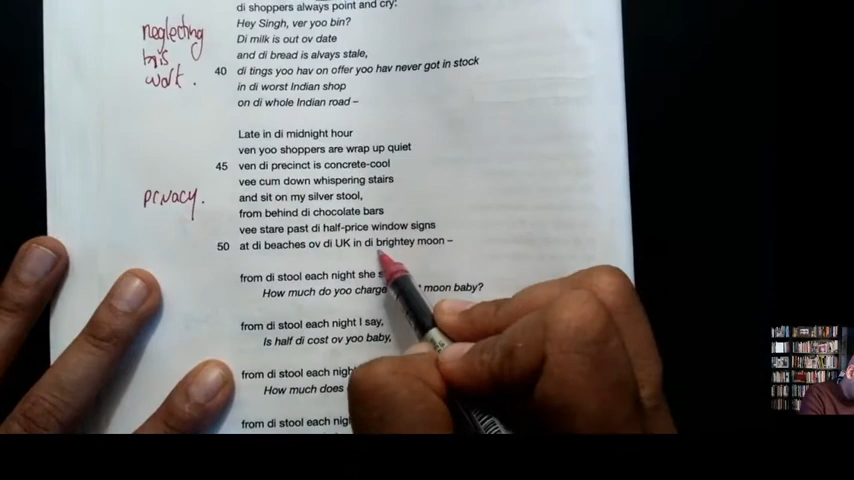 di shoppers always point and cry:
Hey Singh, ver yoo bin?
Di milk is out ov date
and di bread is alvays stale,
40 di tings yoo hav on offer yoo hav never got in stock
in di worst Indian shop
on di whole Indian road –
neglecting
his
work.
Late in di midnight hour
ven yoo shoppers are wrap up quiet
45 ven di precinct is concrete-cool
vee cum down whispering stairs
and sit on my silver stool,
from behind di chocolate bars
vee stare past di half-price window signs
50 at di beaches ov di UK in di brightey moon –
privacy.
from di stool each night she
How much do yoo charge moon baby?
from di stool each night I say,
Is half di cost ov yoo baby,
from di stool each night
How much does
from di stool each